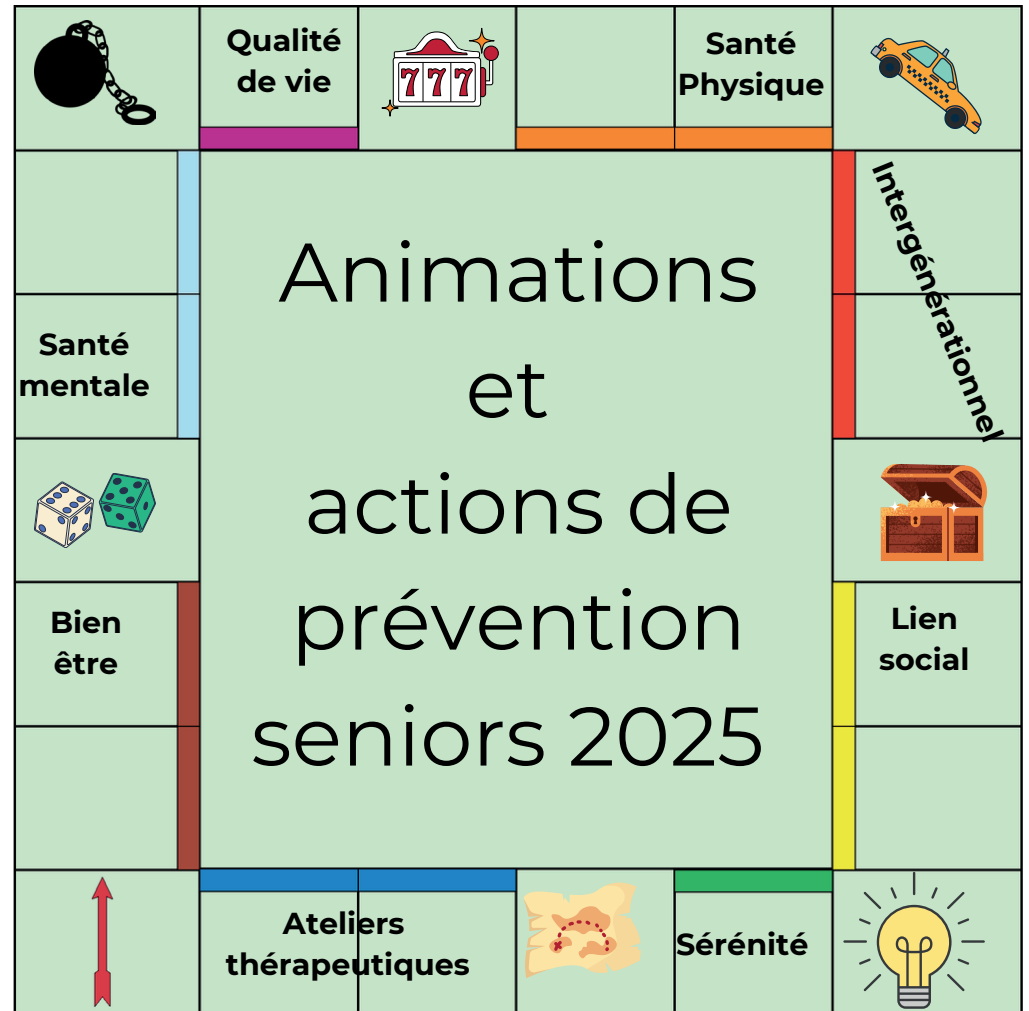 Qualité
de vie
777
Santé
Physique
Intergénérationnel
Santé
mentale
Animations
et
actions de
prévention
seniors 2025
Bien
être
Lien
social
Ateliers
thérapeutiques
Sérénité